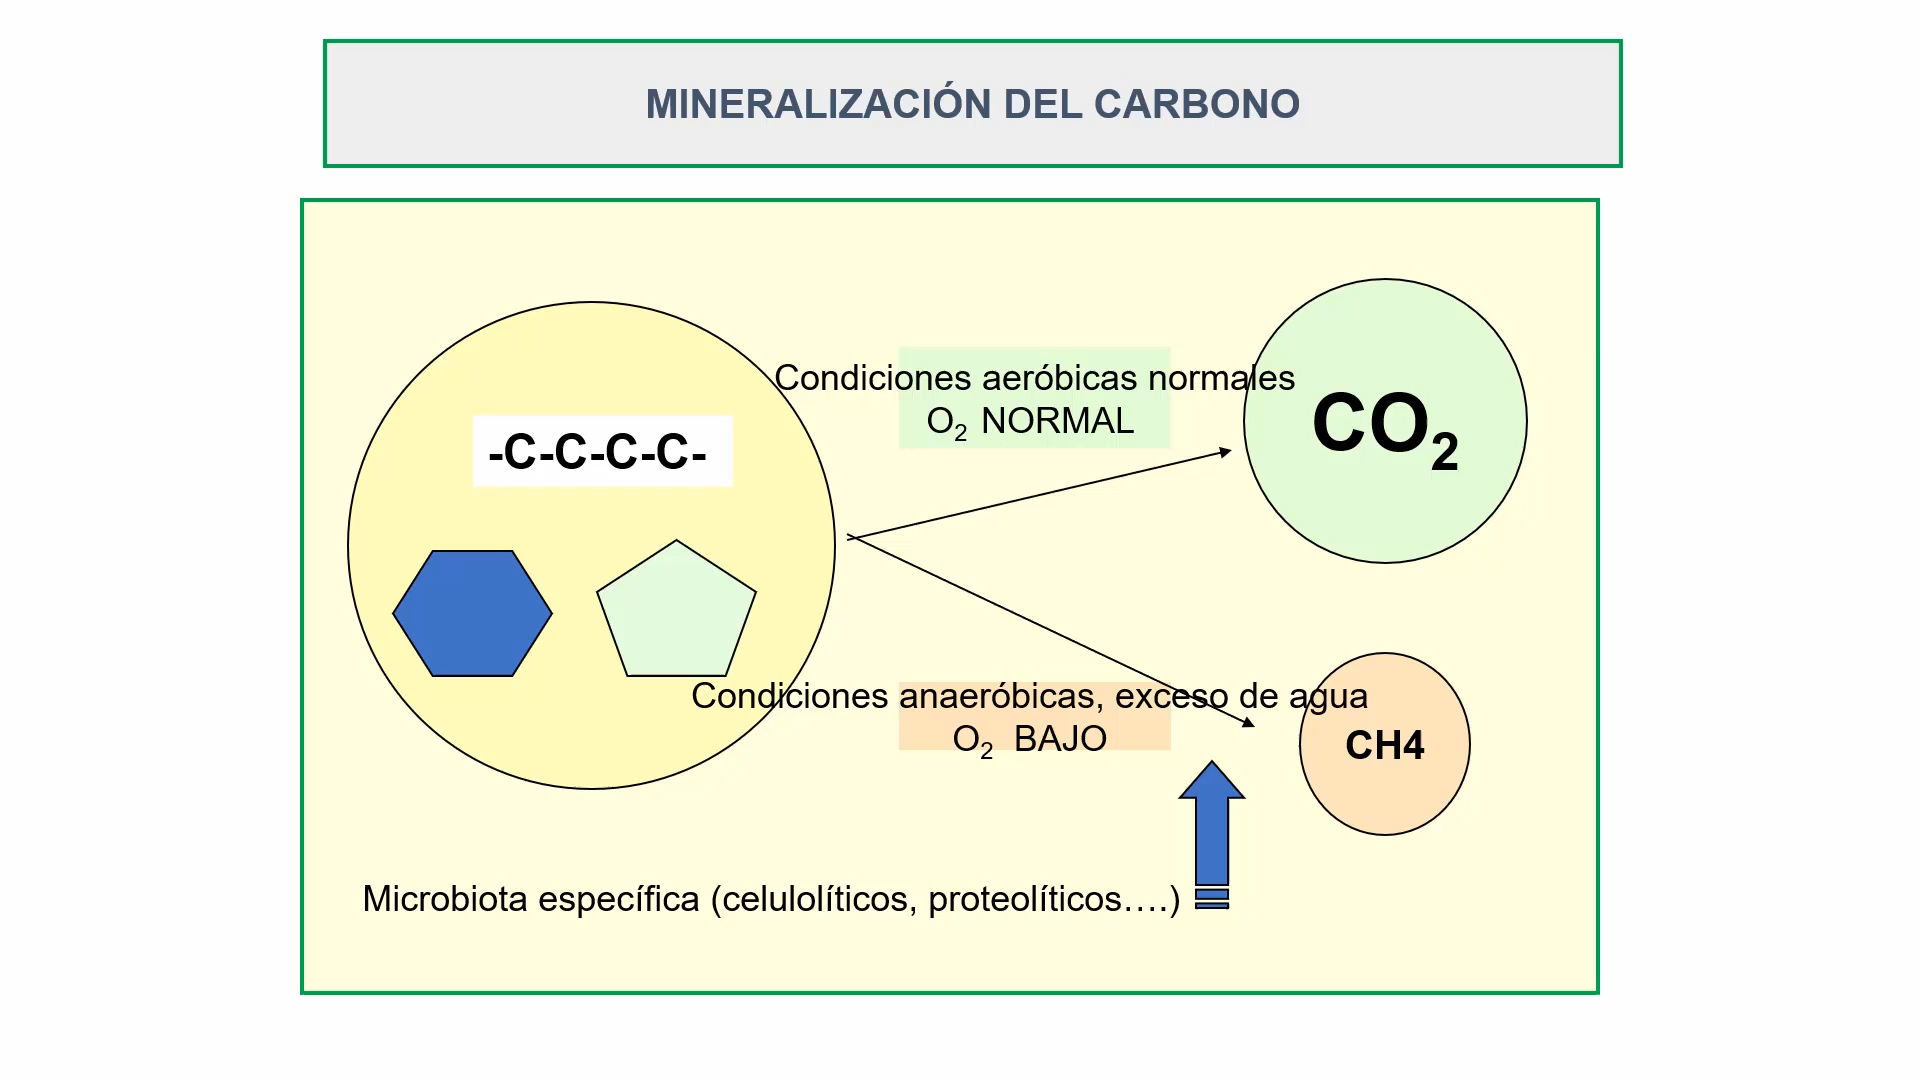 MINERALIZACIÓN DEL CARBONO
Condiciones aeróbicas normales
O₂ NORMAL
CO₂
-C-C-C-C-
Condiciones anaeróbicas, exceso de agua
O₂ BAJO
CH4
Microbiota específica (celulolíticos, proteolíticos….)